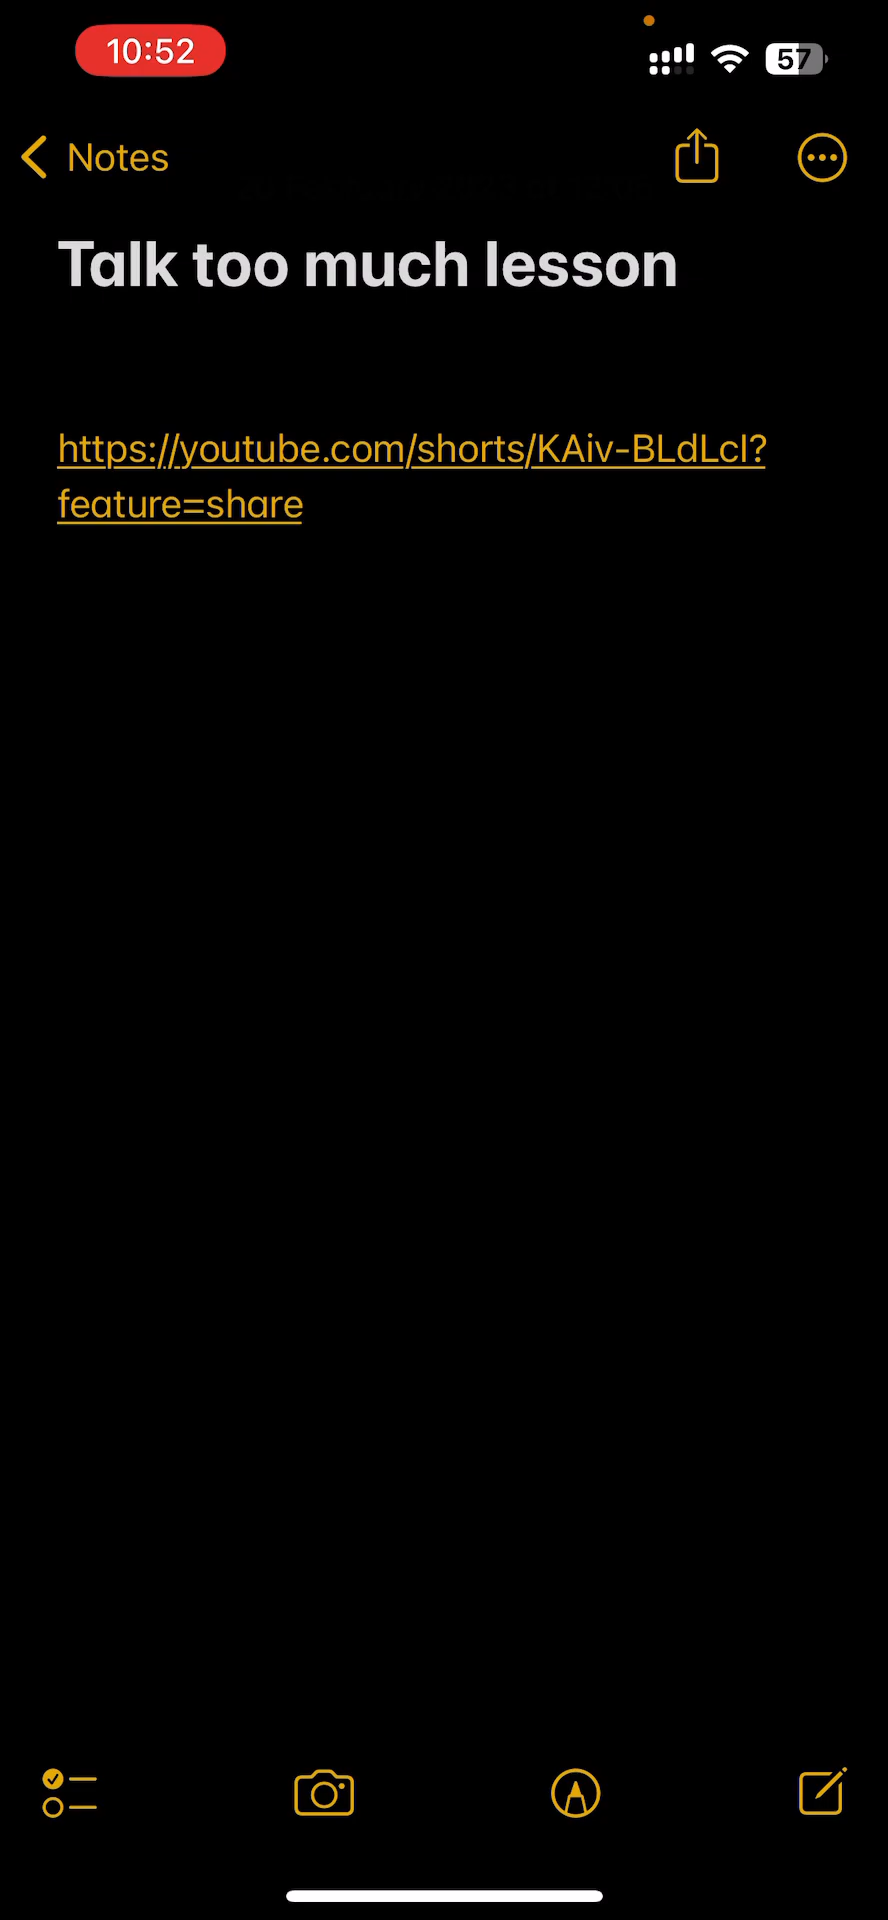 10:52
57
Notes
Talk too much lesson
https://youtube.com/shorts/KAiv-BLdLcI?
feature=share